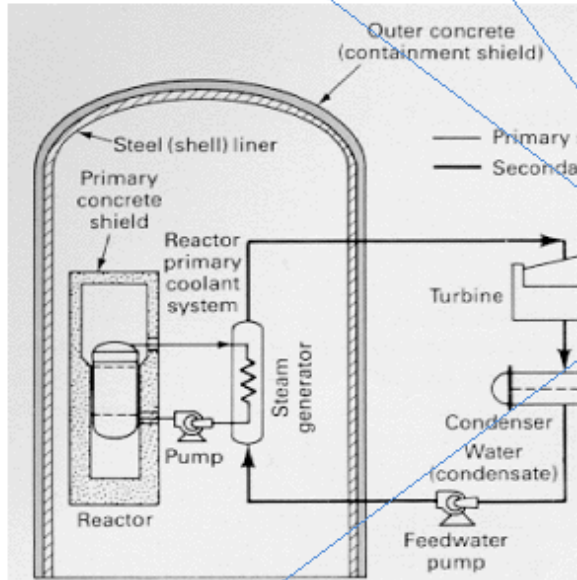 Outer concrete
(containment shield)
Steel (shell) liner
Primary
Seconda
Primary
concrete
shield
Reactor
primary
coolant
system
Turbine
Steam
generator
Condenser
Pump
Water
(condensate)
Reactor
Feedwater
pump